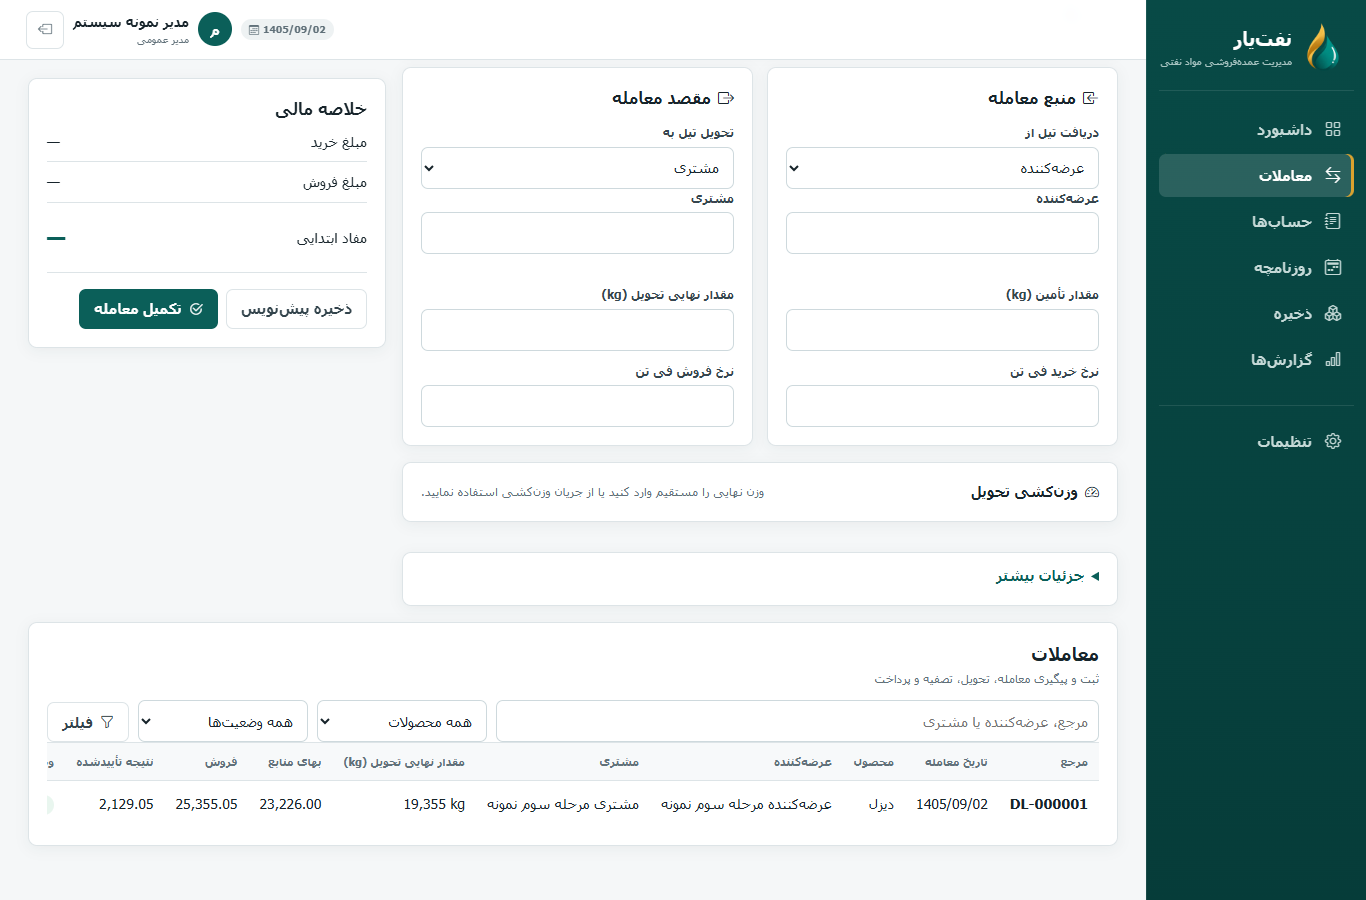 نفت‌یار
مدیریت عمده‌فروشی مواد نفتی
داشبورد
معاملات
حساب‌ها
روزنامچه
ذخیره
گزارش‌ها
تنظیمات
1405/09/02
م
مدیر نمونه سیستم
مدیر عمومی
منبع معامله
دریافت تیل از
عرضه‌کننده
عرضه‌کننده
مقدار تأمین (kg)
نرخ خرید فی تن
مقصد معامله
تحویل تیل به
مشتری
مشتری
مقدار نهایی تحویل (kg)
نرخ فروش فی تن
خلاصه مالی
مبلغ خرید —
مبلغ فروش —
مفاد ابتدایی —
ذخیره پیش‌نویس
تکمیل معامله
وزن‌کشی تحویل
وزن نهایی را مستقیم وارد کنید یا از جریان وزن‌کشی استفاده نمایید.
جزئیات بیشتر
معاملات
ثبت و پیگیری معامله، تحویل، تصفیه و پرداخت
مرجع، عرضه‌کننده یا مشتری
همه محصولات
همه وضعیت‌ها
فیلتر
مرجع تاریخ معامله محصول عرضه‌کننده مشتری مقدار نهایی تحویل (kg) بهای منابع فروش نتیجه تأییدشده
DL-000001 1405/09/02 دیزل عرضه‌کننده مرحله سوم نمونه مشتری مرحله سوم نمونه 19,355 kg 23,226.00 25,355.05 2,129.05